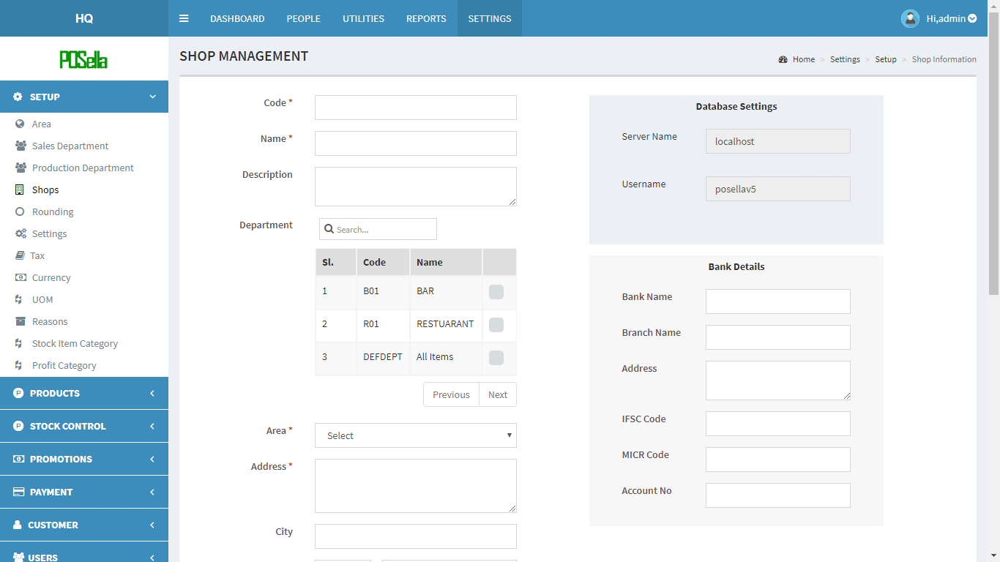 HQ
DASHBOARD
PEOPLE
UTILITIES
REPORTS
SETTINGS
Hi,admin
POSella
SETUP
Area
Sales Department
Production Department
Shops
Rounding
Settings
Tax
Currency
UOM
Reasons
Stock Item Category
Profit Category
PRODUCTS
STOCK CONTROL
PROMOTIONS
PAYMENT
CUSTOMER
USERS
SHOP MANAGEMENT
Home > Settings > Setup > Shop Information
Code *
Name *
Description
Department
Search...
Sl. Code Name
1 B01 BAR
2 R01 RESTUARANT
3 DEFDEPT All Items
Previous Next
Area * Select
Address *
City
Database Settings
Server Name localhost
Username posellav5
Bank Details
Bank Name
Branch Name
Address
IFSC Code
MICR Code
Account No